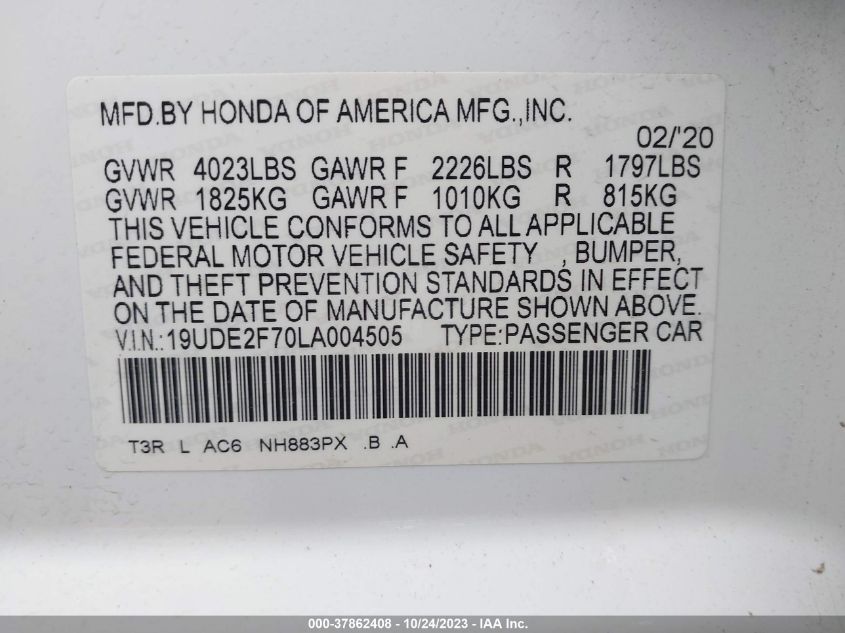 MFD.BY HONDA OF AMERICA MFG.,INC.
02/'20
GVWR 4023LBS GAWR F 2226LBS R 1797LBS
GVWR 1825KG GAWR F 1010KG R 815KG
THIS VEHICLE CONFORMS TO ALL APPLICABLE
FEDERAL MOTOR VEHICLE SAFETY , BUMPER,
AND THEFT PREVENTION STANDARDS IN EFFECT
ON THE DATE OF MANUFACTURE SHOWN ABOVE.
V.I.N.:19UDE2F70LA004505 TYPE:PASSENGER CAR
T3R L AC6 NH883PX .B .A
000-37862408 - 10/24/2023 - IAA Inc.